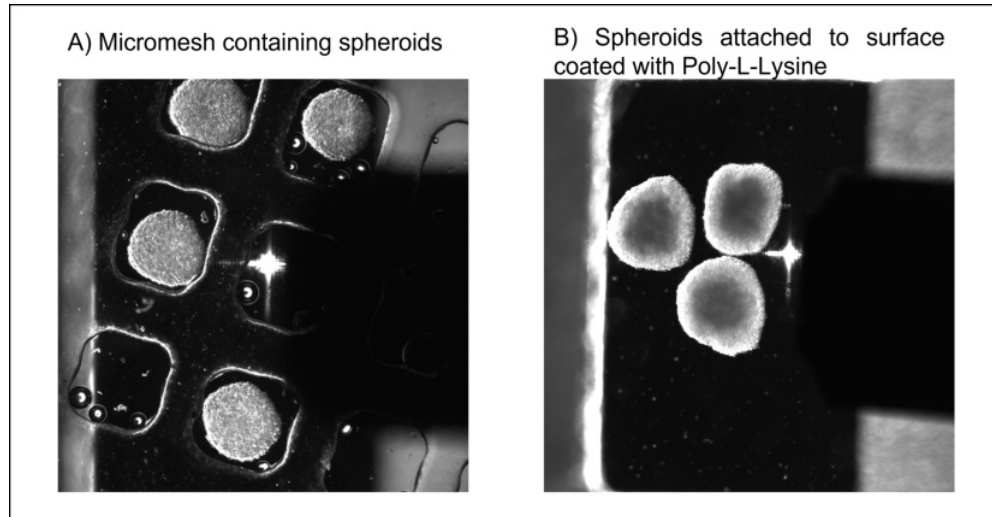 A) Micromesh containing spheroids
B) Spheroids attached to surface
coated with Poly-L-Lysine